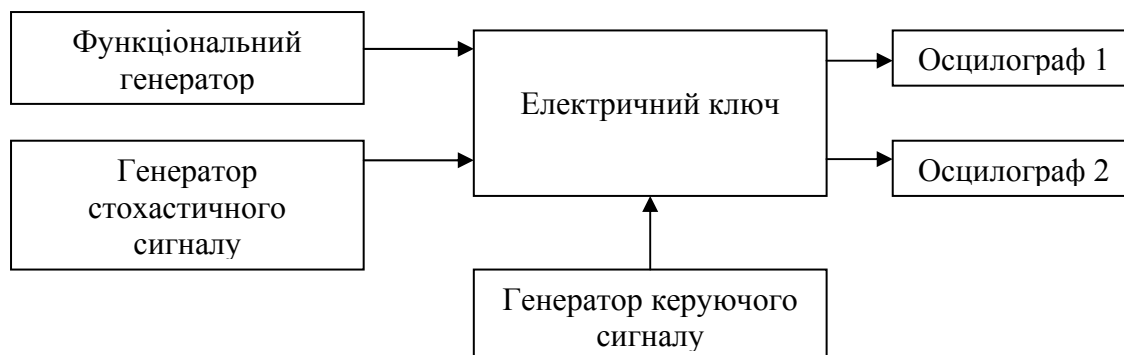 Функціональний
генератор
Електричний ключ
Осцилограф 1
Генератор
стохастичного
сигналу
Осцилограф 2
Генератор керуючого
сигналу